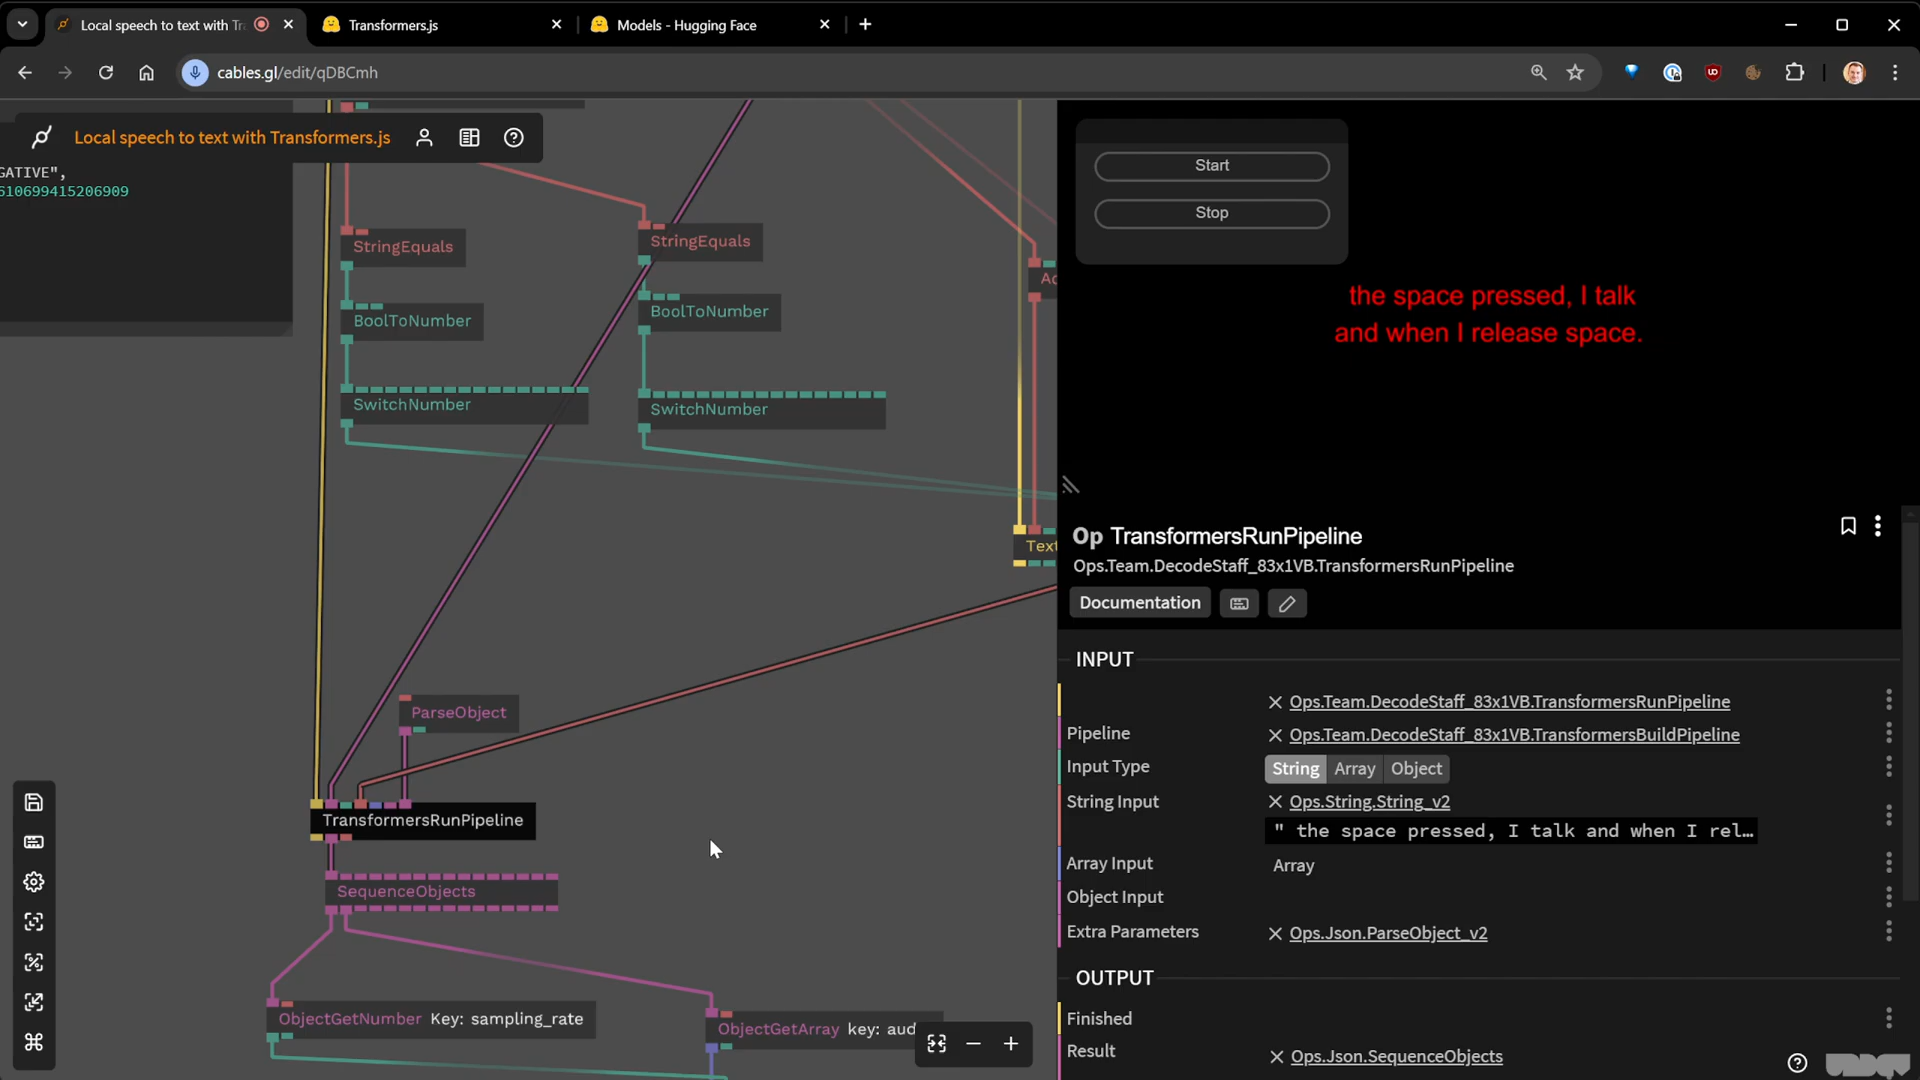 Local speech to text with Tr
Transformers.js
Models - Hugging Face
cables.gl/edit/qDBCmh
Local speech to text with Transformers.js
GATIVE",
610699415206909
StringEquals
StringEquals
BoolToNumber
BoolToNumber
SwitchNumber
SwitchNumber
Ac
Text
ParseObject
TransformersRunPipeline
SequenceObjects
ObjectGetNumber Key: sampling_rate
ObjectGetArray key: aud
Start
Stop
the space pressed, I talk
and when I release space.
Op TransformersRunPipeline
Ops.Team.DecodeStaff_83x1VB.TransformersRunPipeline
Documentation
INPUT
Ops.Team.DecodeStaff_83x1VB.TransformersRunPipeline
Pipeline Ops.Team.DecodeStaff_83x1VB.TransformersBuildPipeline
Input Type String Array Object
String Input Ops.String.String_v2
" the space pressed, I talk and when I rel…
Array Input Array
Object Input
Extra Parameters Ops.Json.ParseObject_v2
OUTPUT
Finished
Result Ops.Json.SequenceObjects